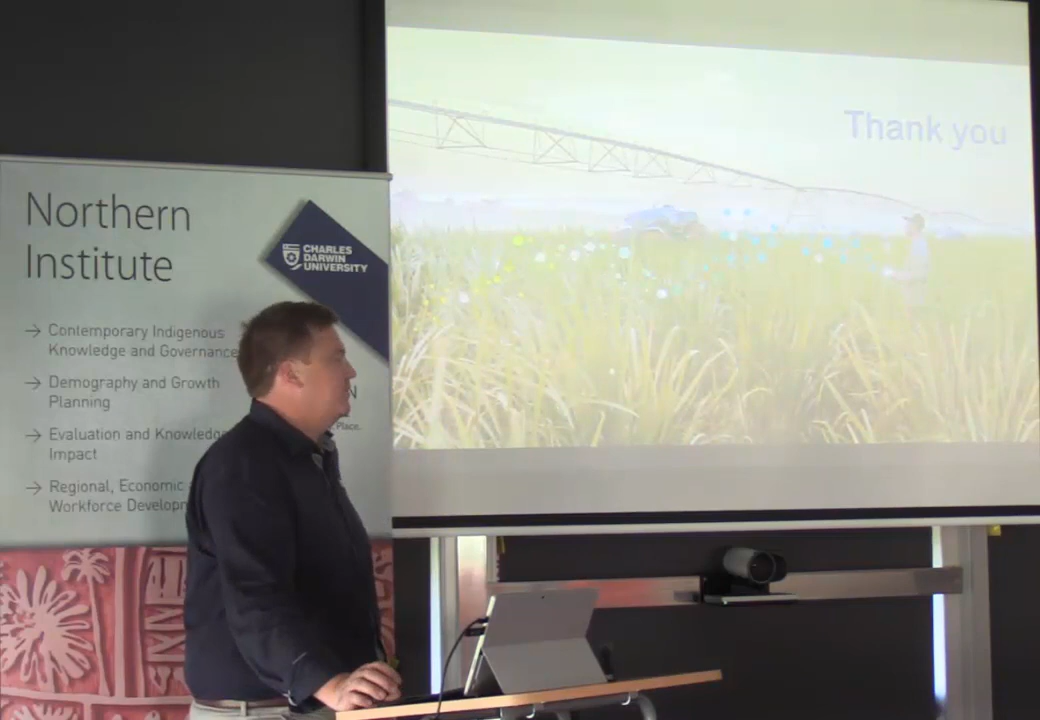 Northern
Institute
CHARLES
DARWIN
UNIVERSITY
→ Contemporary Indigenous
Knowledge and Governance
→ Demography and Growth
Planning
→ Evaluation and Knowledge
Impact
→ Regional, Economic
Workforce
Place.
Thank you